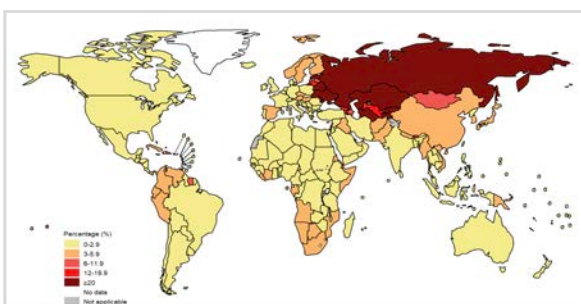 Percentage (%)
0-2.9
3-5.9
6-11.9
12-19.9
≥20
No data
Not applicable